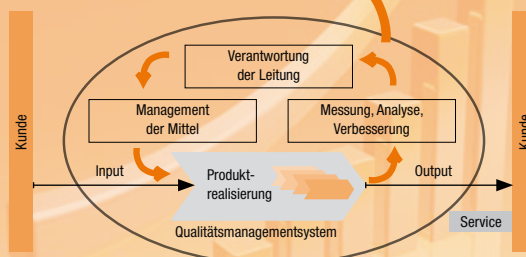 Verantwortung
der Leitung
Management
der Mittel
Messung, Analyse,
Verbesserung
Kunde
Input
Produkt-
realisierung
Output
Kunde
Service
Qualitätsmanagementsystem